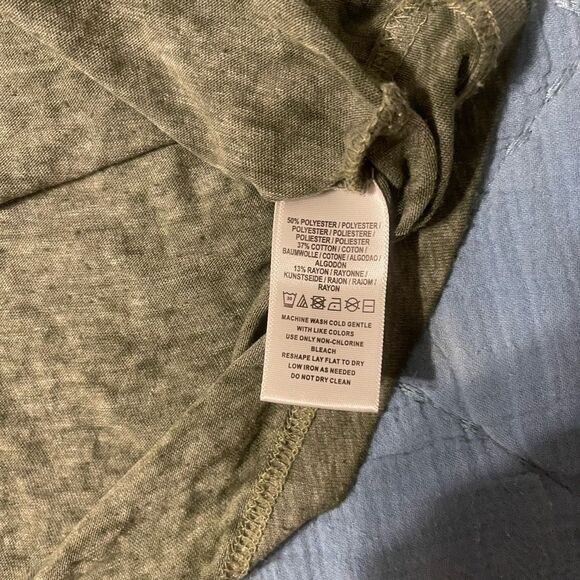 50% POLYESTER / POLYESTER /
POLYESTER / POLIESTERE /
POLIESTER / POLIESTER
37% COTTON / COTON /
BAUMWOLLE / COTONE / ALGODAO /
ALGODÓN
13% RAYON / RAYONNE /
KUNSTSEIDE / RAION / RAIOM /
RAYON
30
MACHINE WASH COLD GENTLE
WITH LIKE COLORS
USE ONLY NON-CHLORINE
BLEACH
RESHAPE LAY FLAT TO DRY
LOW IRON AS NEEDED
DO NOT DRY CLEAN